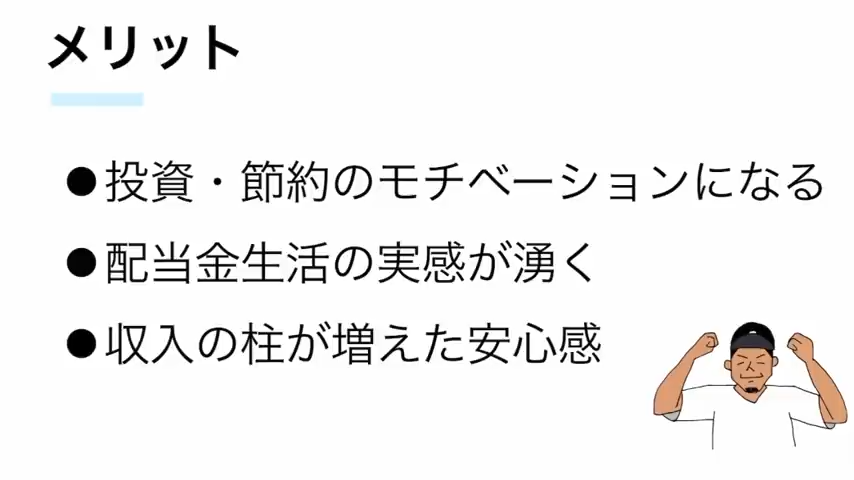 メリット
●投資・節約のモチベーションになる
●配当金生活の実感が湧く
●収入の柱が増えた安心感